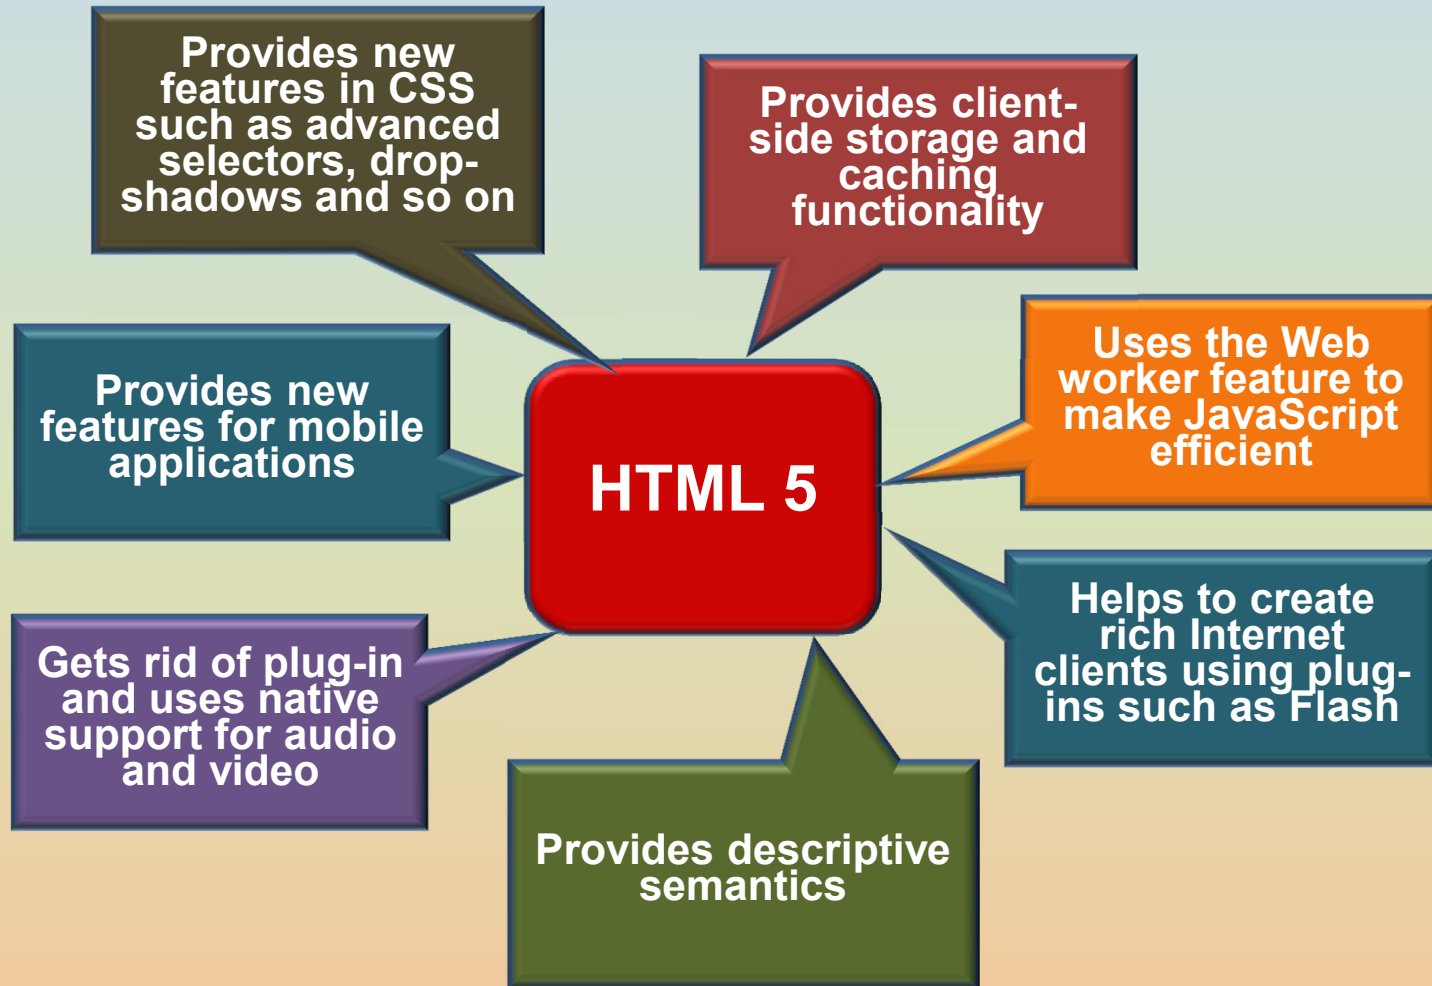 Provides new
features in CSS
such as advanced
selectors, drop-
shadows and so on
Provides client-
side storage and
caching
functionality
Uses the Web
worker feature to
make JavaScript
efficient
Provides new
features for mobile
applications
HTML 5
Helps to create
rich Internet
clients using plug-
ins such as Flash
Gets rid of plug-in
and uses native
support for audio
and video
Provides descriptive
semantics